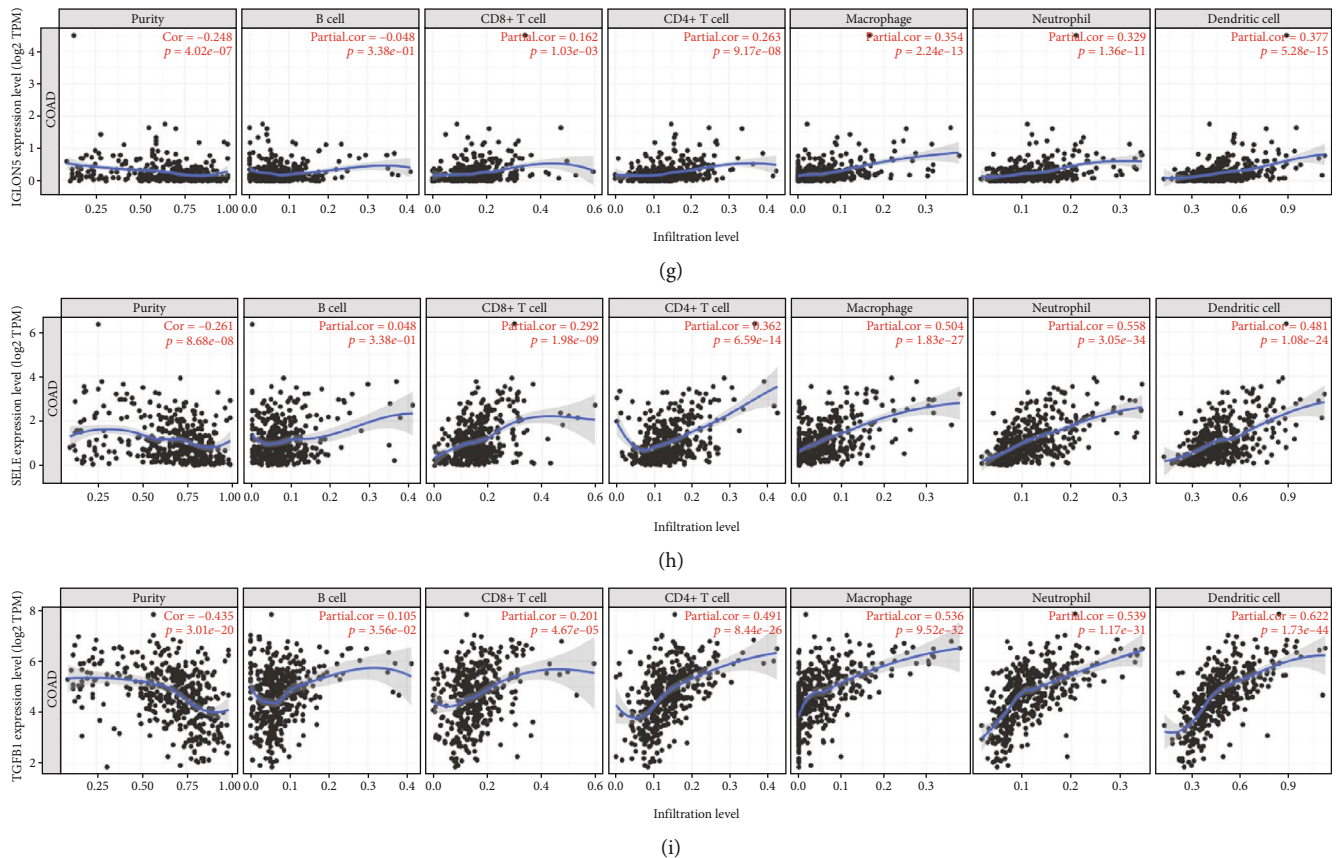 Purity B cell CD8+ T cell CD4+ T cell Macrophage Neutrophil Dendritic cell
Cor = −0.248 Partial.cor = −0.048 Partial.cor = 0.162 Partial.cor = 0.263 Partial.cor = 0.354 Partial.cor = 0.329 Partial.cor = 0.377
p = 4.02e−07 p = 3.38e−01 p = 1.03e−03 p = 9.17e−08 p = 2.24e−13 p = 1.36e−11 p = 5.28e−15
IGLON5 expression level (log2 TPM)
COAD
4
3
2
1
0
0.25 0.50 0.75 1.00 0.0 0.1 0.2 0.3 0.4 0.0 0.2 0.4 0.6 0.0 0.1 0.2 0.3 0.4 0.0 0.1 0.2 0.3 0.1 0.2 0.3 0.3 0.6 0.9
Infiltration level
(g)
Purity B cell CD8+ T cell CD4+ T cell Macrophage Neutrophil Dendritic cell
Cor = −0.261 Partial.cor = 0.048 Partial.cor = 0.292 Partial.cor = 0.362 Partial.cor = 0.504 Partial.cor = 0.558 Partial.cor = 0.481
p = 8.68e−08 p = 3.38e−01 p = 1.98e−09 p = 6.59e−14 p = 1.83e−27 p = 3.05e−34 p = 1.08e−24
SELE expression level (log2 TPM)
COAD
6
4
2
0
0.25 0.50 0.75 1.00 0.0 0.1 0.2 0.3 0.4 0.0 0.2 0.4 0.6 0.0 0.1 0.2 0.3 0.4 0.0 0.1 0.2 0.3 0.1 0.2 0.3 0.3 0.6 0.9
Infiltration level
(h)
Purity B cell CD8+ T cell CD4+ T cell Macrophage Neutrophil Dendritic cell
Cor = −0.435 Partial.cor = 0.105 Partial.cor = 0.201 Partial.cor = 0.491 Partial.cor = 0.536 Partial.cor = 0.539 Partial.cor = 0.622
p = 3.01e−20 p = 3.56e−02 p = 4.67e−05 p = 8.44e−26 p = 9.52e−32 p = 1.17e−31 p = 1.73e−44
TGFB1 expression level (log2 TPM)
COAD
8
6
4
2
0.25 0.50 0.75 1.00 0.0 0.1 0.2 0.3 0.4 0.0 0.2 0.4 0.6 0.0 0.1 0.2 0.3 0.4 0.0 0.1 0.2 0.3 0.1 0.2 0.3 0.3 0.6 0.9
Infiltration level
(i)